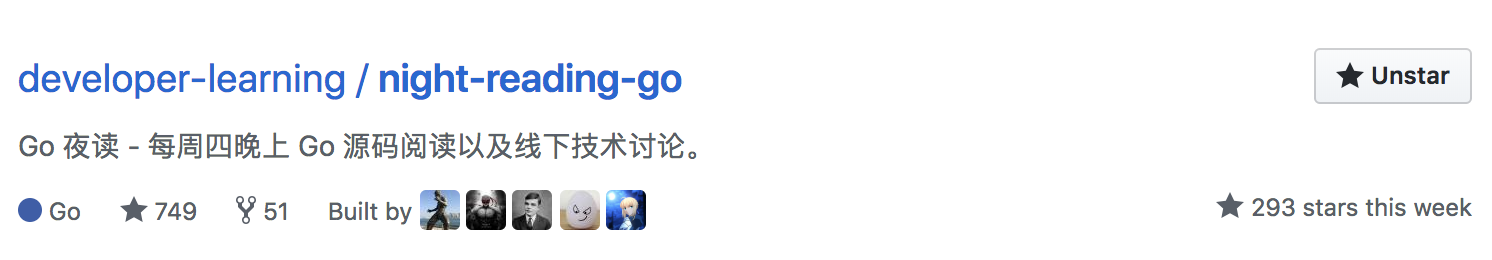 developer-learning / night-reading-go
Unstar
Go 夜读 - 每周四晚上 Go 源码阅读以及线下技术讨论。
Go 749 51 Built by 293 stars this week